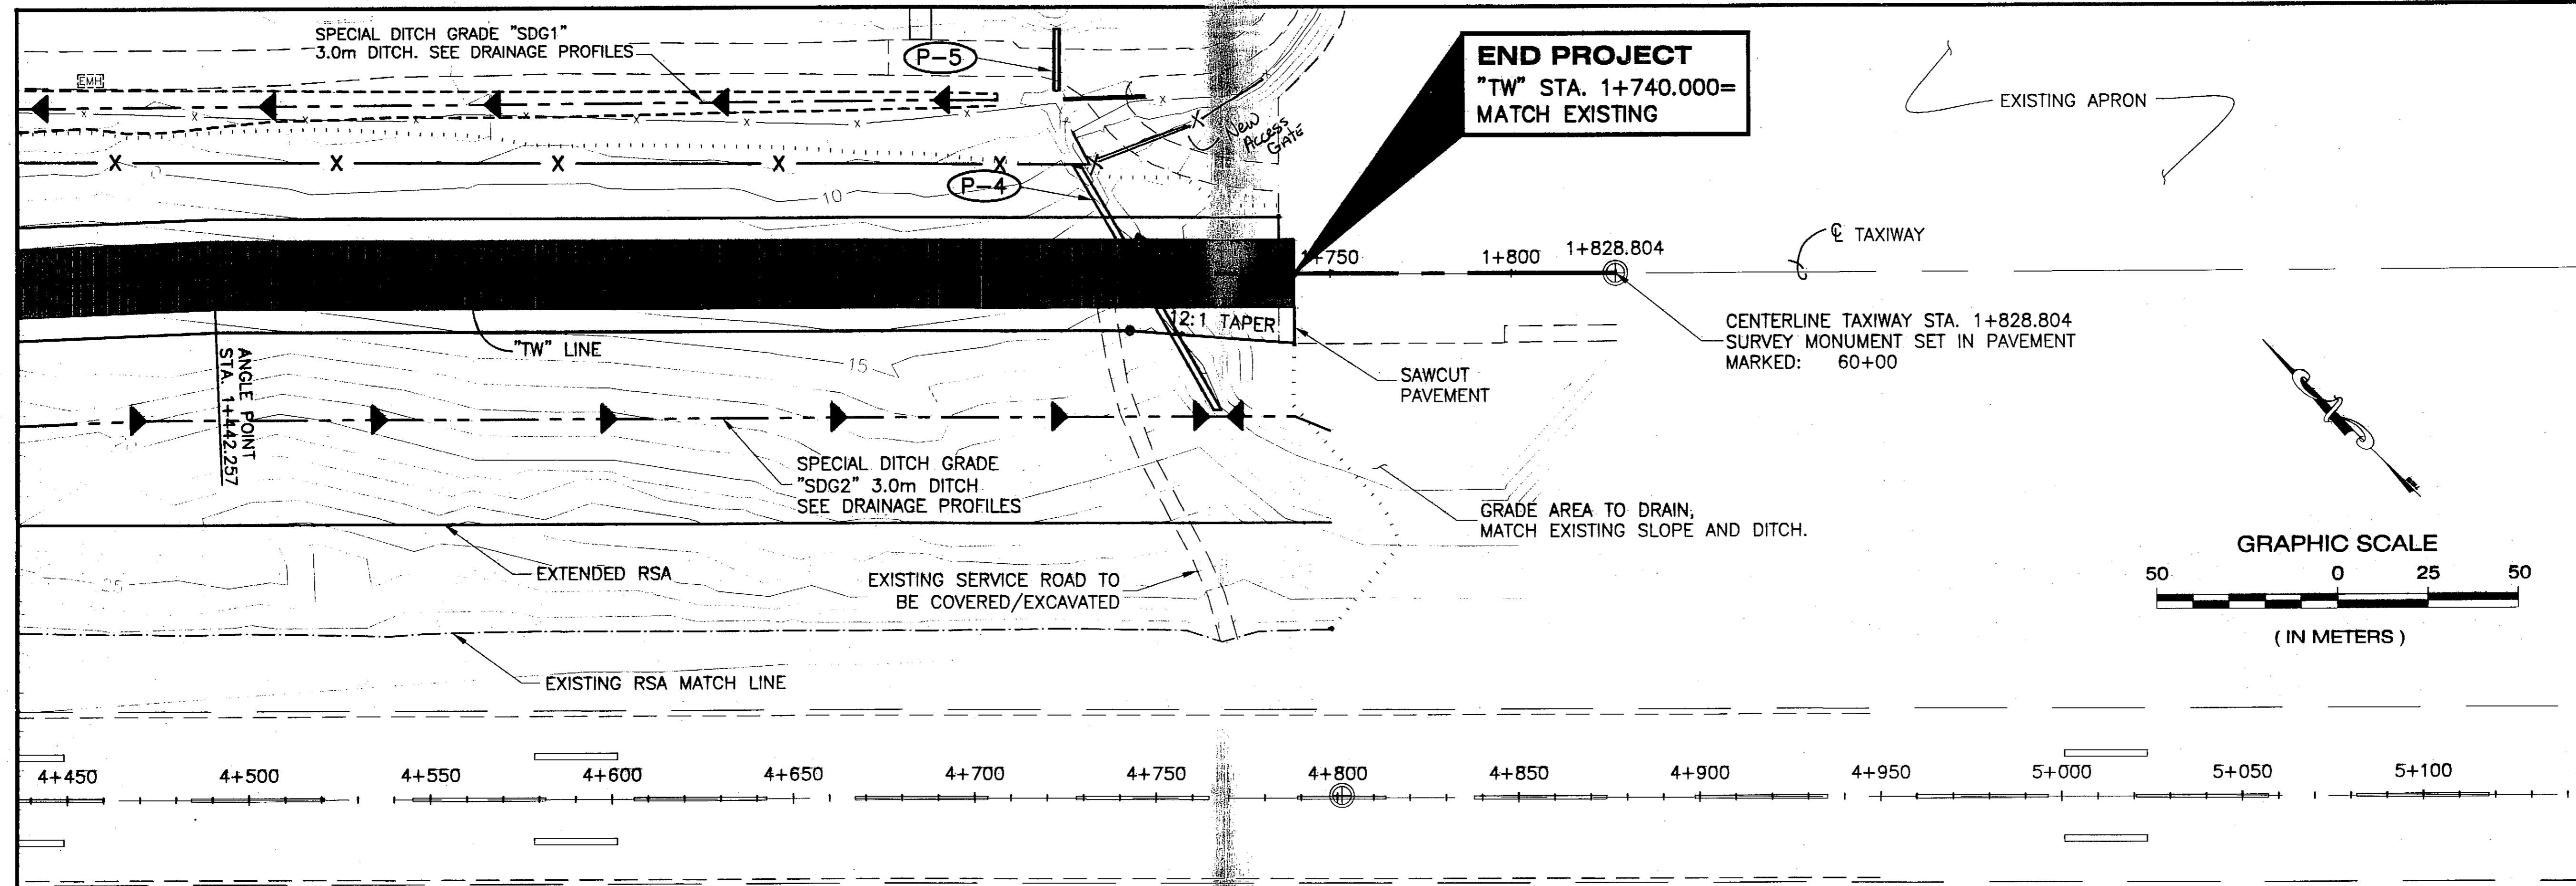 SPECIAL DITCH GRADE "SDG1"
3.0m DITCH. SEE DRAINAGE PROFILES
EMH
P-5
END PROJECT
"TW" STA. 1+740.000=
MATCH EXISTING
EXISTING APRON
New
Access
GATE
X X X X X X X
P-4
10
1+750
1+800
1+828.804
℄ TAXIWAY
12:1 TAPER
"TW" LINE
15
ANGLE POINT
STA. 1+442.257
CENTERLINE TAXIWAY STA. 1+828.804
SURVEY MONUMENT SET IN PAVEMENT
MARKED: 60+00
SAWCUT
PAVEMENT
SPECIAL DITCH GRADE
"SDG2" 3.0m DITCH
SEE DRAINAGE PROFILES
GRADE AREA TO DRAIN,
MATCH EXISTING SLOPE AND DITCH.
EXTENDED RSA
25
EXISTING SERVICE ROAD TO
BE COVERED/EXCAVATED
EXISTING RSA MATCH LINE
GRAPHIC SCALE
50 0 25 50
( IN METERS )
4+450 4+500 4+550 4+600 4+650 4+700 4+750 4+800 4+850 4+900 4+950 5+000 5+050 5+100